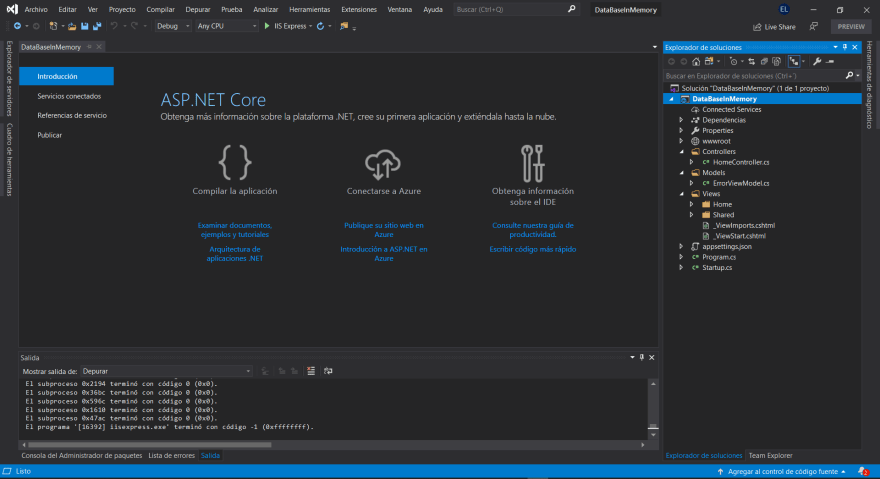 Archivo Editar Ver Proyecto Compilar Depurar Prueba Analizar Herramientas Extensiones Ventana Ayuda Buscar (Ctrl+Q) DataBaseInMemory EL
Debug Any CPU IIS Express Live Share PREVIEW
Explorador de servidores
Cuadro de herramientas
DataBaseInMemory
Introducción
Servicios conectados
Referencias de servicio
Publicar
ASP.NET Core
Obtenga más información sobre la plataforma .NET, cree su primera aplicación y extiéndala hasta la nube.
Compilar la aplicación
Examinar documentos,
ejemplos y tutoriales
Arquitectura de
aplicaciones .NET
Conectarse a Azure
Publique su sitio web en
Azure
Introducción a ASP.NET en
Azure
Obtenga información
sobre el IDE
Consulte nuestra guía de
productividad.
Escribir código más rápido
Salida
Mostrar salida de: Depurar
El subproceso 0x2194 terminó con código 0 (0x0).
El subproceso 0x36bc terminó con código 0 (0x0).
El subproceso 0x596c terminó con código 0 (0x0).
El subproceso 0x1610 terminó con código 0 (0x0).
El subproceso 0x47ac terminó con código 0 (0x0).
El programa '[16392] iisexpress.exe' terminó con código -1 (0xffffffff).
Consola del Administrador de paquetes Lista de errores Salida
Explorador de soluciones
Buscar en Explorador de soluciones (Ctrl+´)
Solución "DataBaseInMemory" (1 de 1 proyecto)
DataBaseInMemory
Connected Services
Dependencias
Properties
wwwroot
Controllers
C# HomeController.cs
Models
C# ErrorViewModel.cs
Views
Home
Shared
_ViewImports.cshtml
_ViewStart.cshtml
appsettings.json
C# Program.cs
C# Startup.cs
Explorador de soluciones Team Explorer
Herramientas de diagnóstico
Listo Agregar al control de código fuente 2